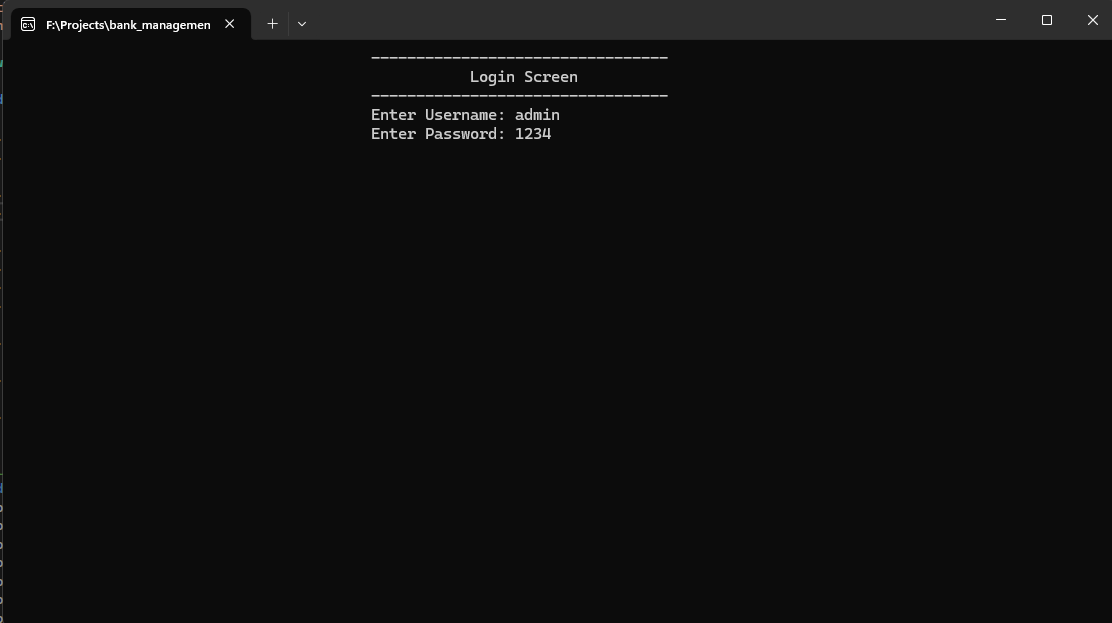 F:\Projects\bank_managemen
---------------------------------
Login Screen
---------------------------------
Enter Username: admin
Enter Password: 1234